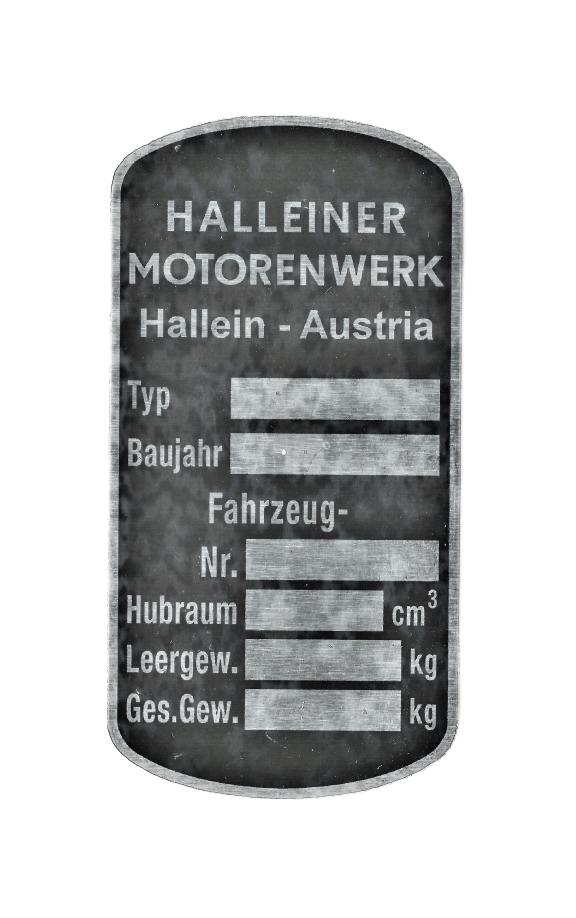 HALLEINER
MOTORENWERK
Hallein - Austria
Typ
Baujahr
Fahrzeug-
Nr.
Hubraum cm³
Leergew. kg
Ges.Gew. kg